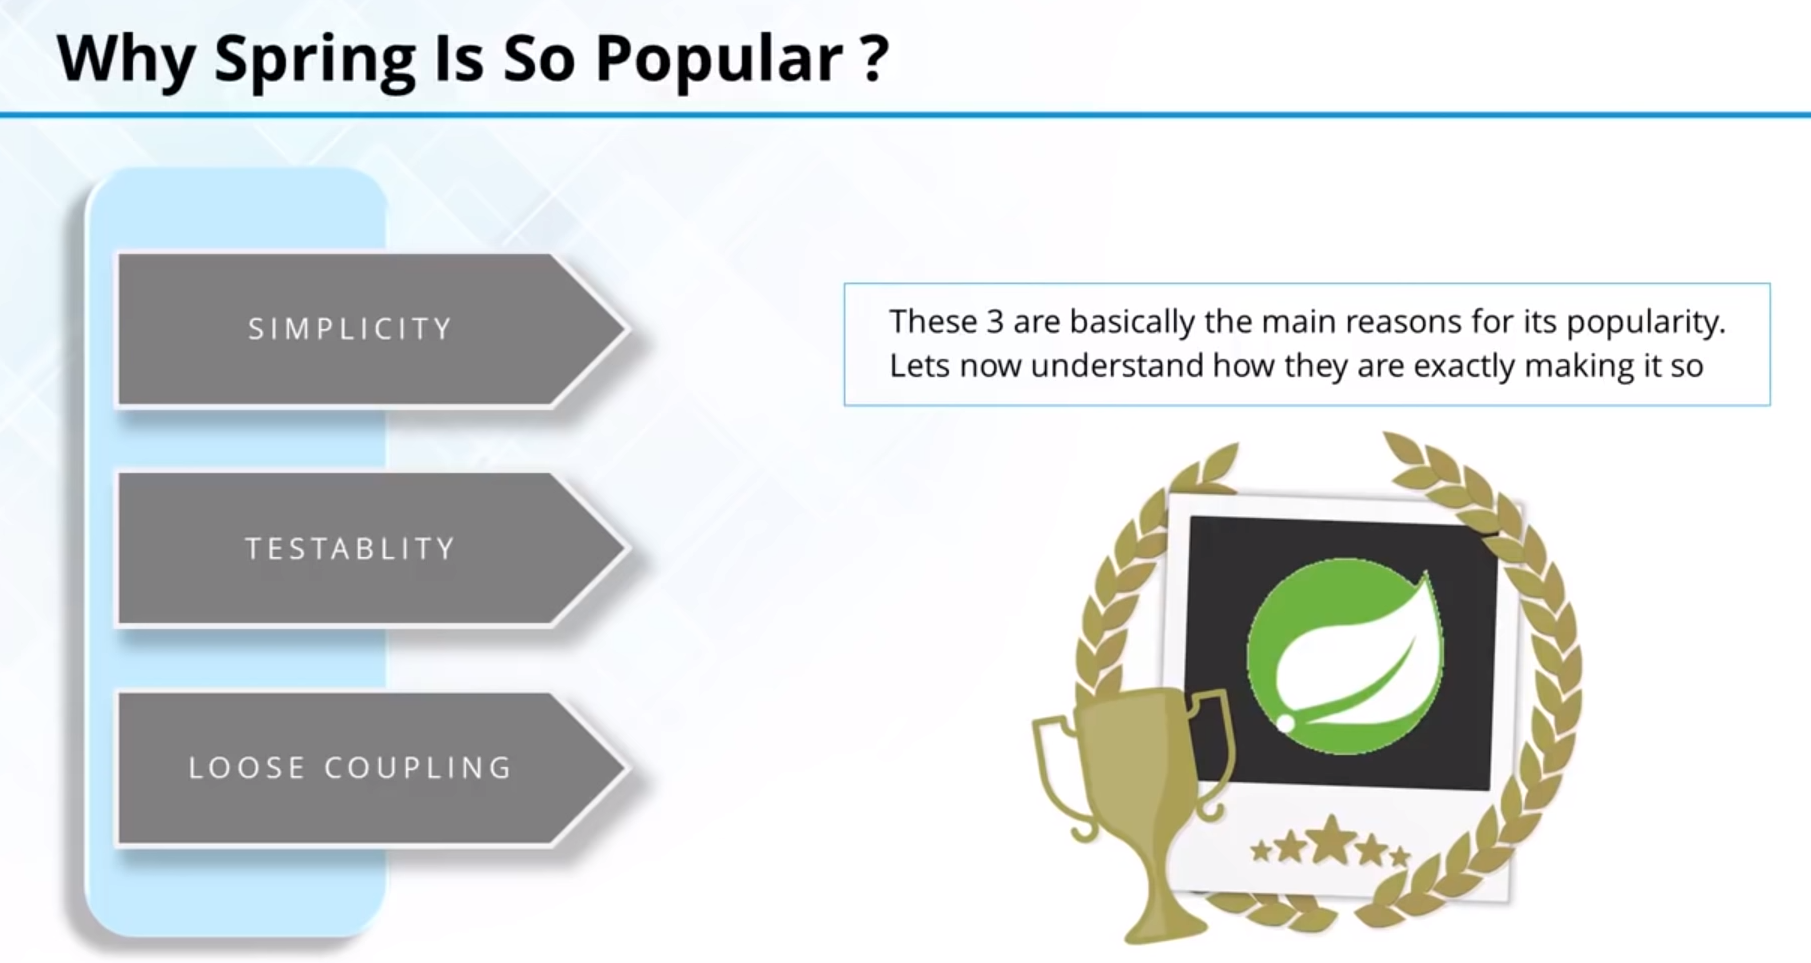 Why Spring Is So Popular ?
SIMPLICITY
TESTABLITY
LOOSE COUPLING
These 3 are basically the main reasons for its popularity.
Lets now understand how they are exactly making it so